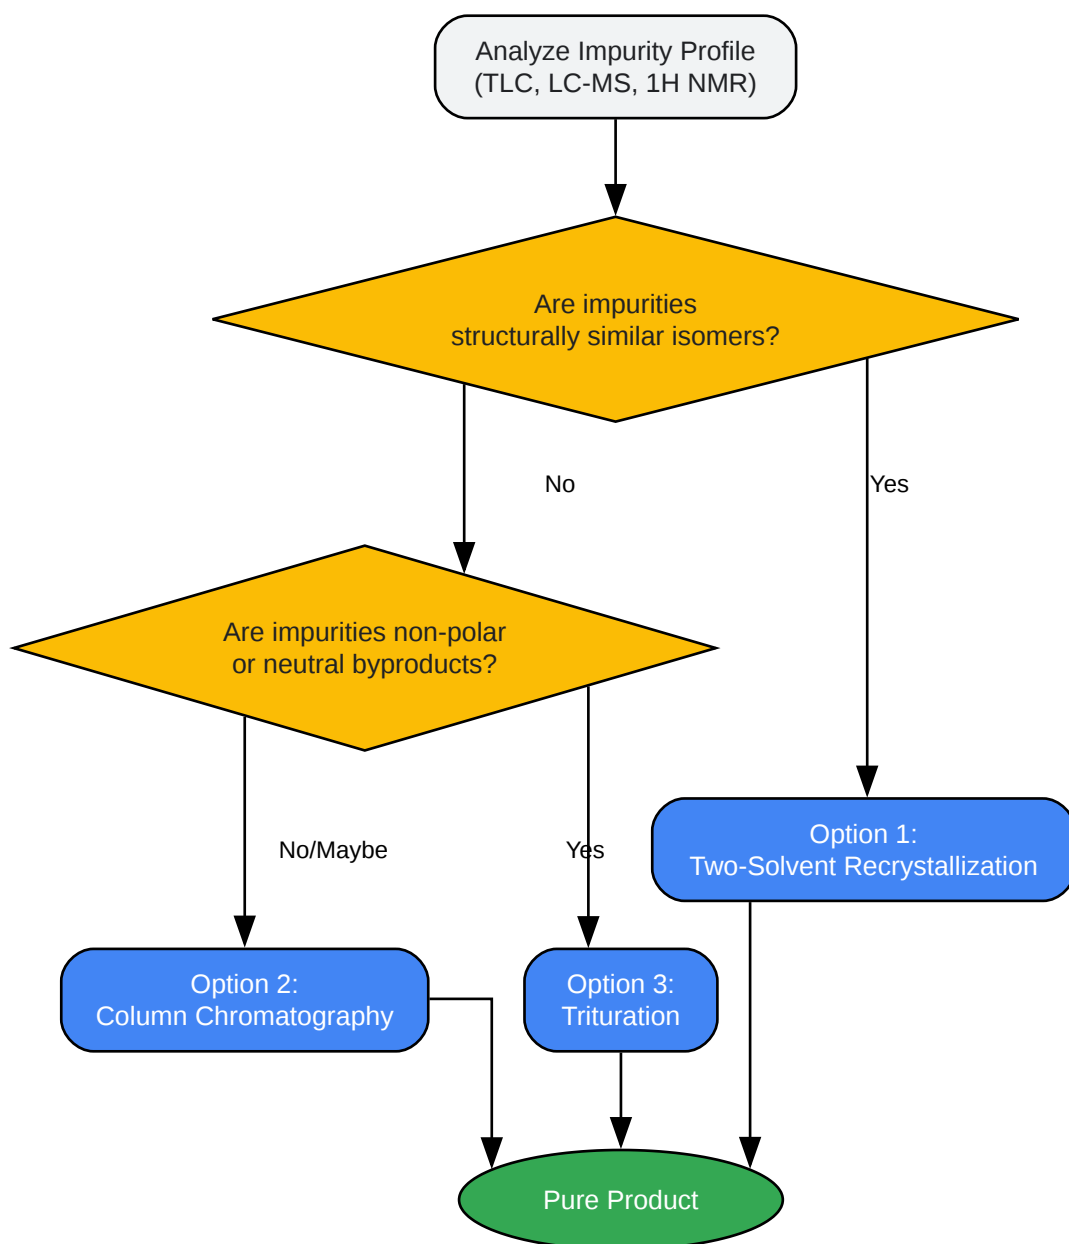 Analyze Impurity Profile
(TLC, LC-MS, 1H NMR)
Are impurities
structurally similar isomers?
No
Yes
Are impurities non-polar
or neutral byproducts?
Option 1:
Two-Solvent Recrystallization
No/Maybe
Yes
Option 2:
Column Chromatography
Option 3:
Trituration
Pure Product